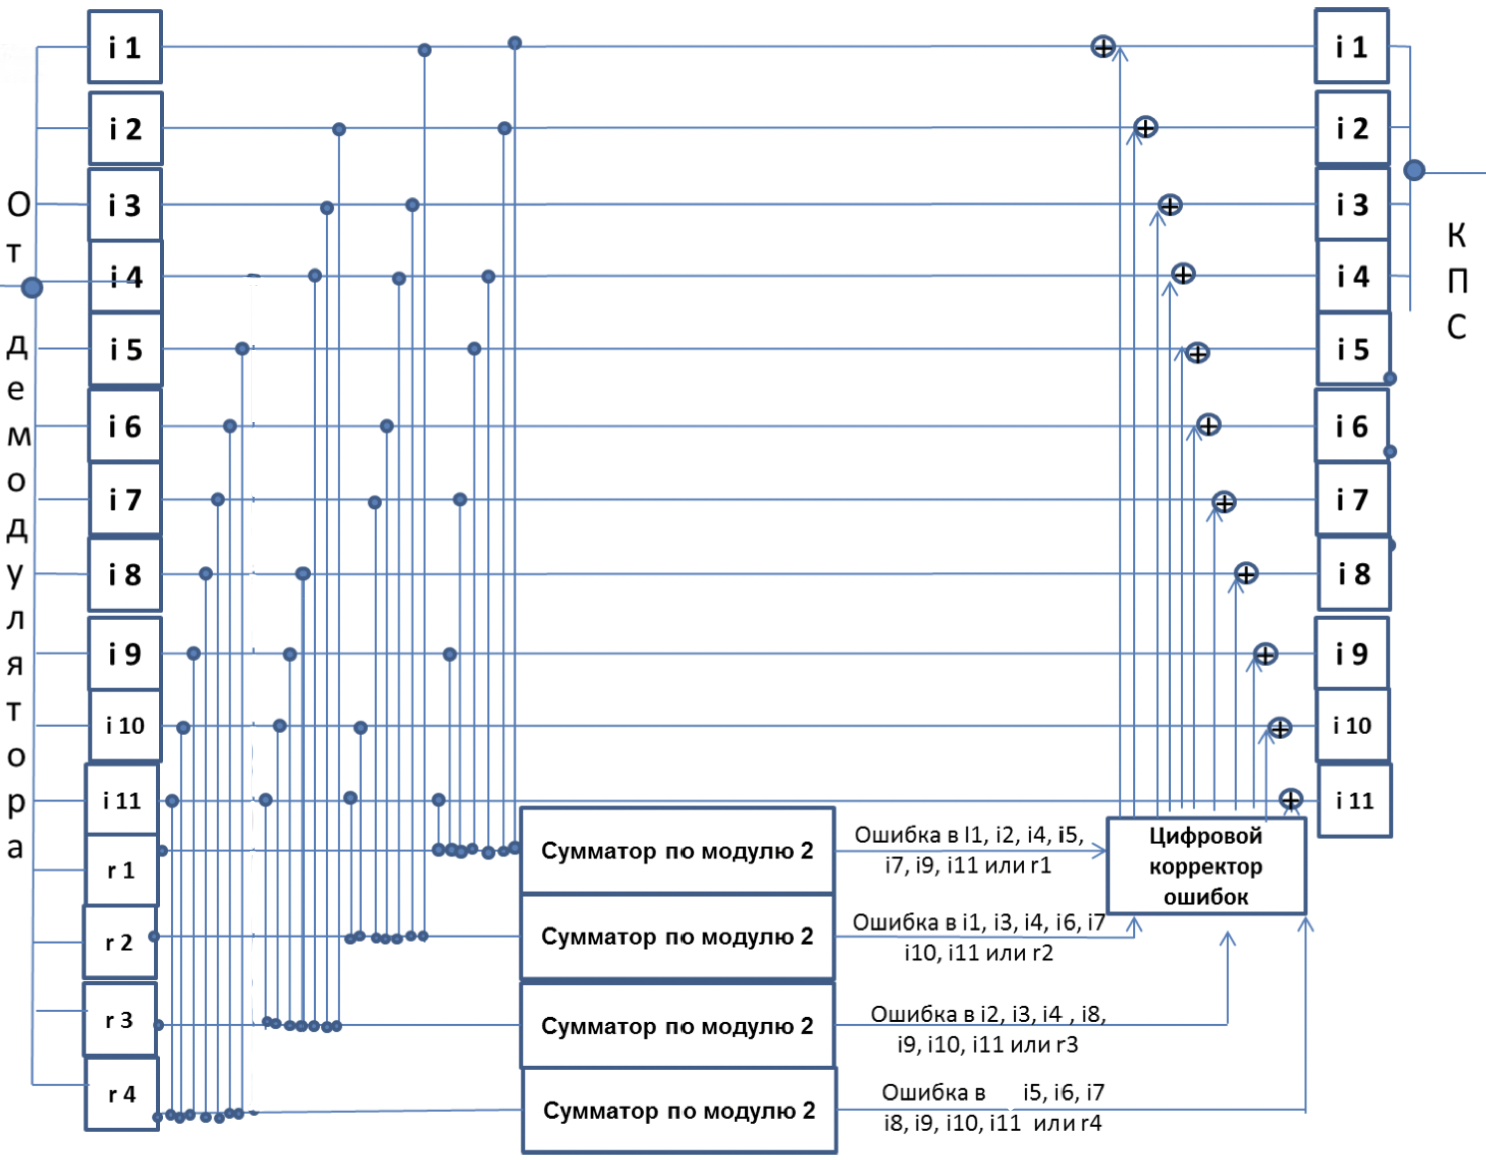 От демодулятора
i 1
i 2
i 3
i 4
i 5
i 6
i 7
i 8
i 9
i 10
i 11
r 1
r 2
r 3
r 4
Сумматор по модулю 2
Сумматор по модулю 2
Сумматор по модулю 2
Сумматор по модулю 2
Ошибка в I1, i2, i4, i5,
i7, i9, i11 или r1
Ошибка в i1, i3, i4, i6, i7
i10, i11 или r2
Ошибка в i2, i3, i4 , i8,
i9, i10, i11 или r3
Ошибка в i5, i6, i7
i8, i9, i10, i11 или r4
Цифровой
корректор
ошибок
i 1
i 2
i 3
i 4
i 5
i 6
i 7
i 8
i 9
i 10
i 11
КПС